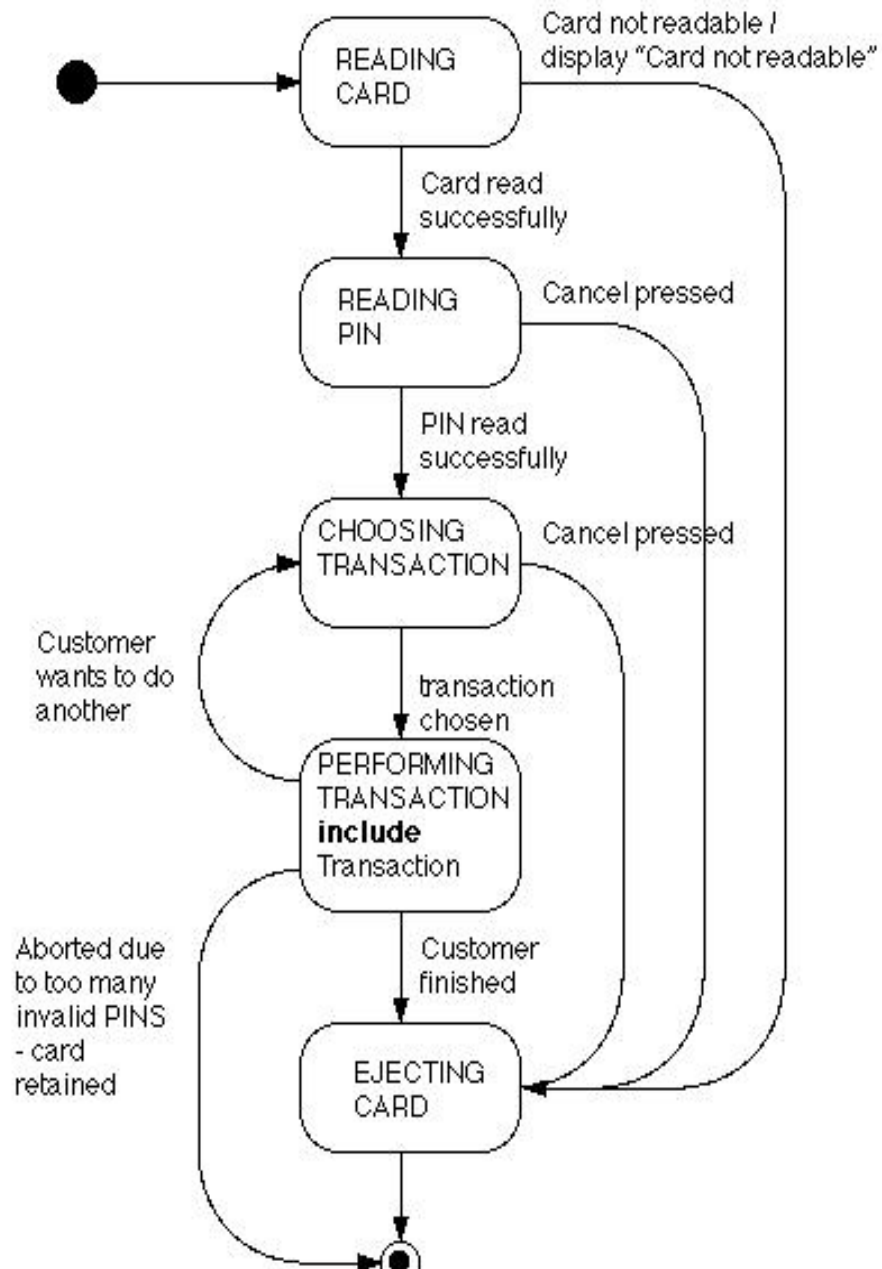 READING
CARD
Card not readable /
display “Card not readable”
Card read
successfully
READING
PIN
Cancel pressed
PIN read
successfully
CHOOSING
TRANSACTION
Cancel pressed
Customer
wants to do
another
transaction
chosen
PERFORMING
TRANSACTION
include
Transaction
Aborted due
to too many
invalid PINS
- card
retained
Customer
finished
EJECTING
CARD